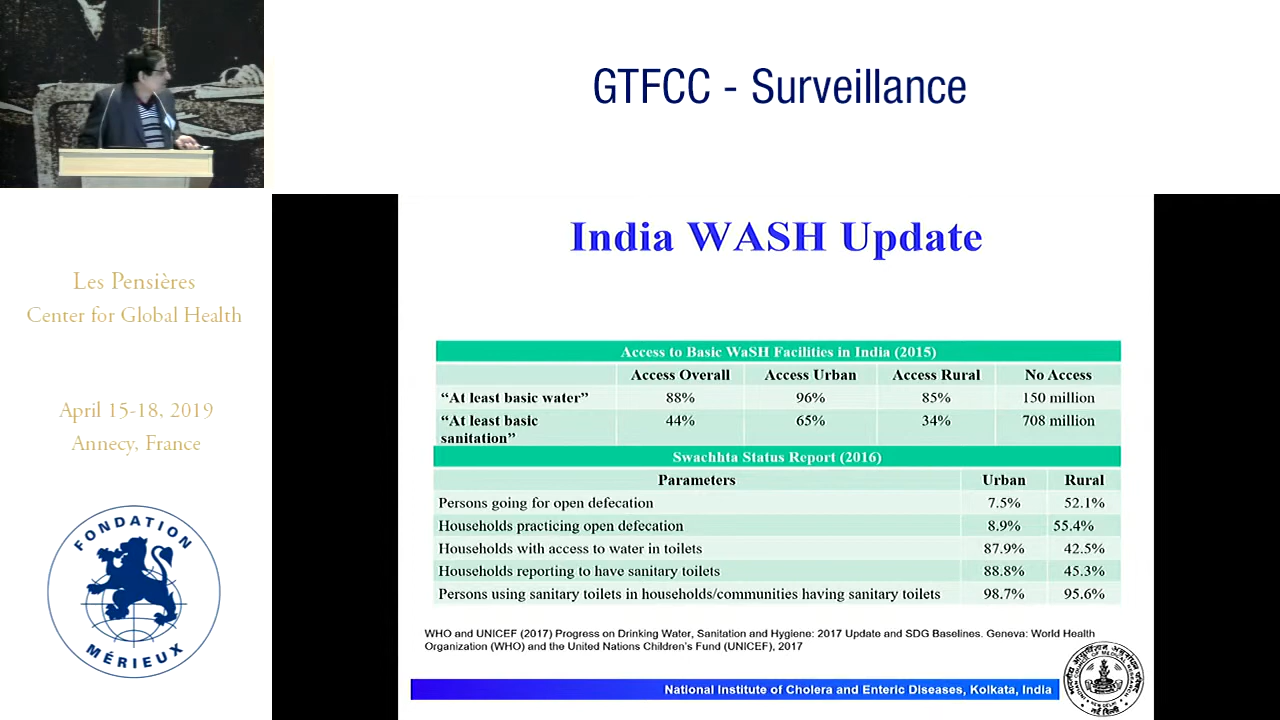 GTFCC - Surveillance
Les Pensières
Center for Global Health
April 15-18, 2019
Annecy, France
FONDATION
MÉRIEUX
India WASH Update
Access to Basic WaSH Facilities in India (2015)
Access Overall Access Urban Access Rural No Access
“At least basic water” 88% 96% 85% 150 million
“At least basic 44% 65% 34% 708 million
sanitation”
Swachhta Status Report (2016)
Parameters Urban Rural
Persons going for open defecation 7.5% 52.1%
Households practicing open defecation 8.9% 55.4%
Households with access to water in toilets 87.9% 42.5%
Households reporting to have sanitary toilets 88.8% 45.3%
Persons using sanitary toilets in households/communities having sanitary toilets 98.7% 95.6%
WHO and UNICEF (2017) Progress on Drinking Water, Sanitation and Hygiene: 2017 Update and SDG Baselines. Geneva: World Health
Organization (WHO) and the United Nations Children’s Fund (UNICEF), 2017
National Institute of Cholera and Enteric Diseases, Kolkata, India